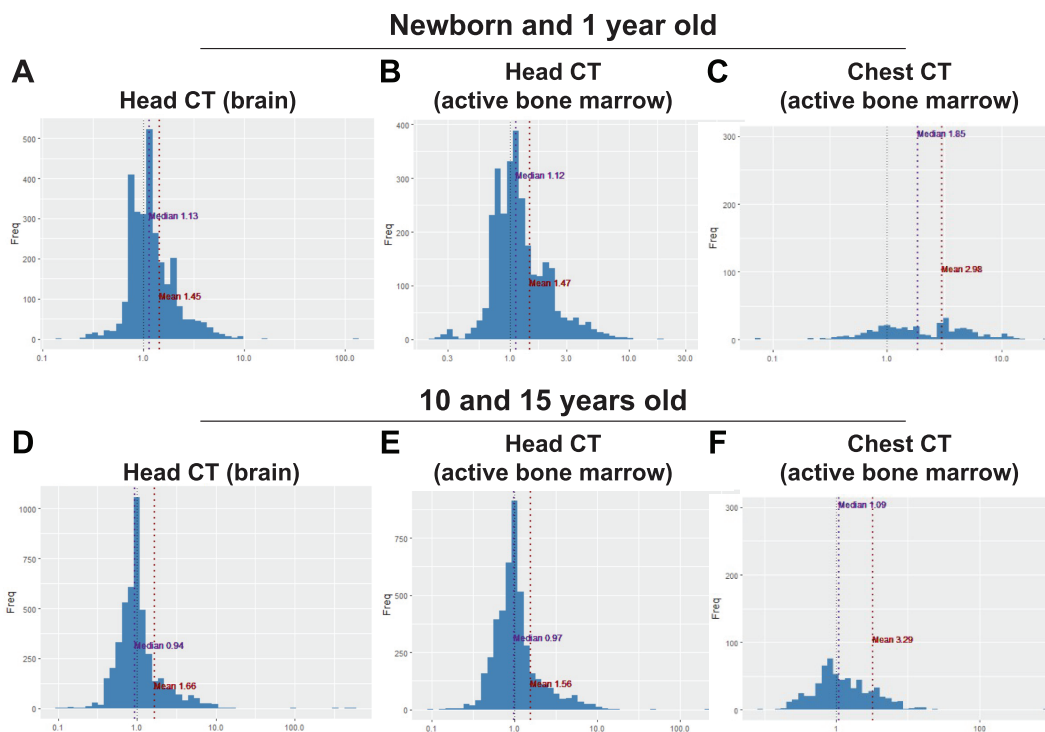 Newborn and 1 year old
A
Head CT (brain)
B
Head CT
(active bone marrow)
C
Chest CT
(active bone marrow)
Freq
500
400
300
200
100
0
Median 1.13
Mean 1.45
0.1 1.0 10.0 100.0
Freq
400
300
200
100
0
Median 1.12
Mean 1.47
0.3 1.0 3.0 10.0 30.0
Freq
300
200
100
0
Median 1.85
Mean 2.98
0.1 1.0 10.0
10 and 15 years old
D
Head CT (brain)
E
Head CT
(active bone marrow)
F
Chest CT
(active bone marrow)
Freq
1000
750
500
250
0
Median 0.94
Mean 1.66
0.1 1.0 10.0 100.0
Freq
750
500
250
0
Median 0.97
Mean 1.56
0.1 1.0 10.0 100.0
Freq
300
200
100
0
Median 1.09
Mean 3.29
1 100